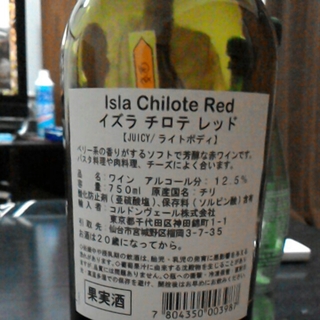 Isla Chilote Red
イズラ チロテ レッド
【JUICY/ライトボディ】
ベリー系の香りがするソフトで芳醇な赤ワインです。
パスタ料理や肉料理、チーズによく合います。
品名:ワイン アルコール分:12.5%
容量:750ml 原産国名:チリ
酸化防止剤(亜硫酸塩)、保存料(ソルビン酸)含有
輸入者:コルドンヴェール株式会社
東京都千代田区神田錦町1-1
引取先:仙台市宮城野区福岡3-7-35
お酒は20歳になってから。
果実酒
7 804350 003987